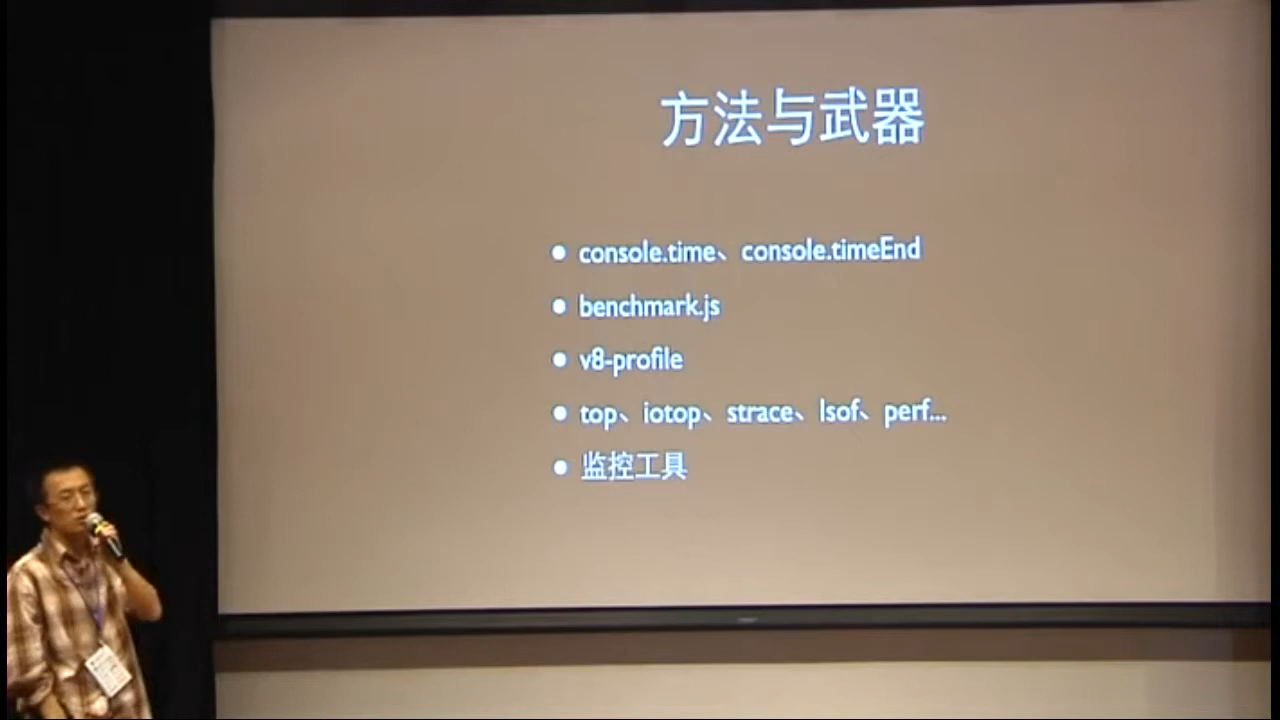 方法与武器
console.time、console.timeEnd
benchmark.js
v8-profile
top、iotop、strace、lsof、perf...
监控工具